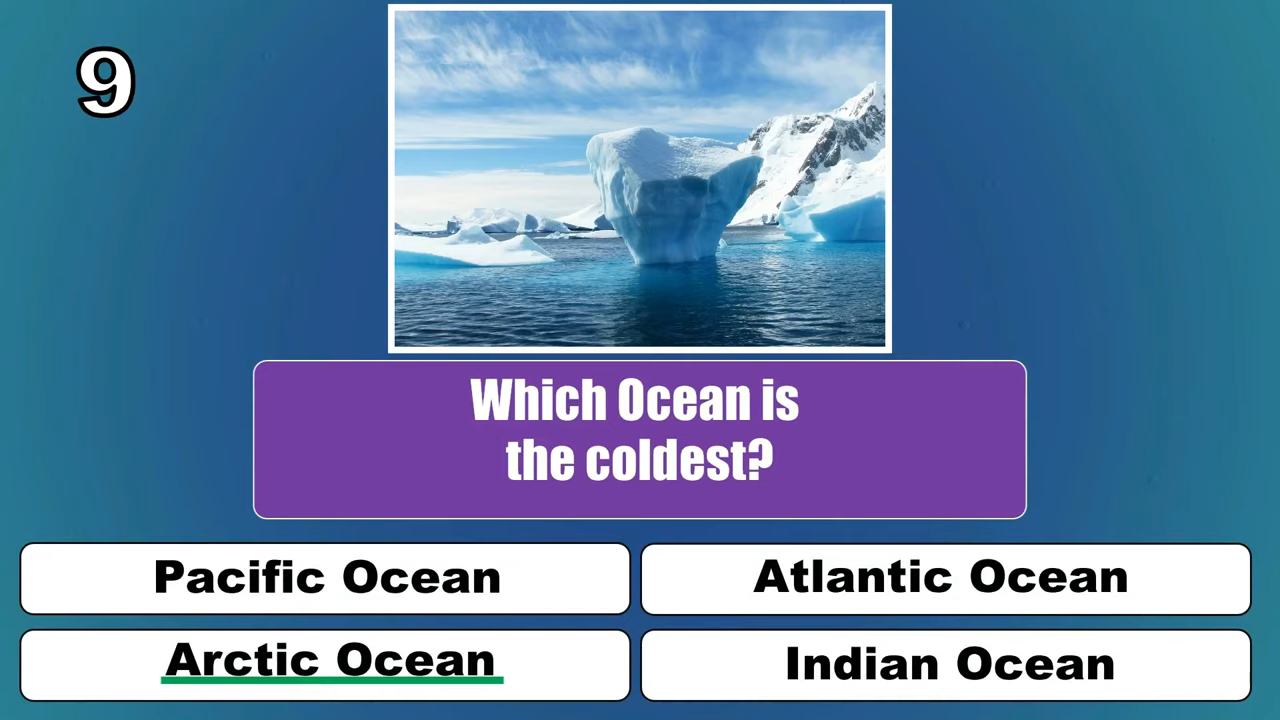 9
Which Ocean is
the coldest?
Pacific Ocean
Atlantic Ocean
Arctic Ocean
Indian Ocean